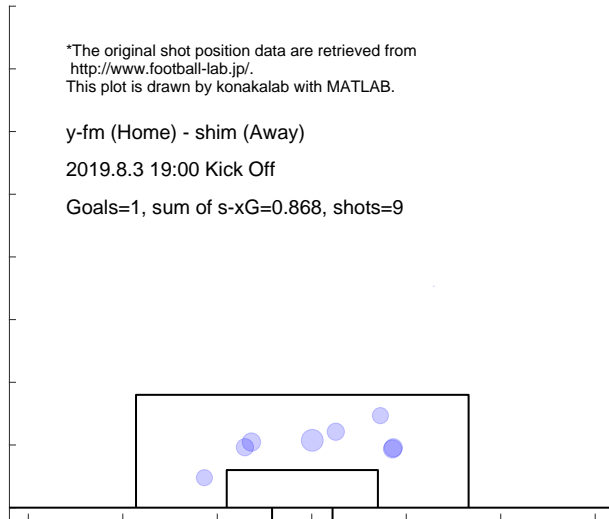 *The original shot position data are retrieved from
http://www.football-lab.jp/.
This plot is drawn by konakalab with MATLAB.
y-fm (Home) - shim (Away)
2019.8.3 19:00 Kick Off
Goals=1, sum of s-xG=0.868, shots=9